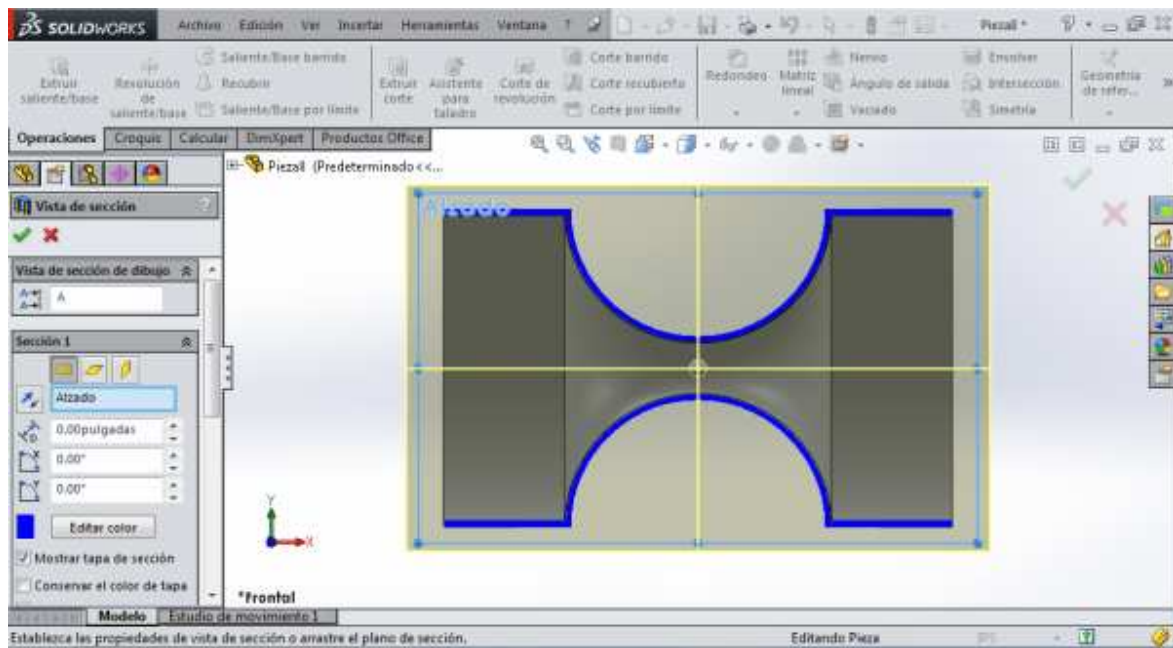 SOLIDWORKS Archivo Edición Ver Insertar Herramientas Ventana ? Pieza8 *
Extruir saliente/base
Revolución de saliente/base
Saliente/Base barrido
Recubrir
Saliente/Base por límite
Extruir corte
Asistente para taladro
Corte de revolución
Corte barrido
Corte recubierto
Corte por límite
Redondeo
Matriz lineal
Nervio
Ángulo de salida
Vaciado
Envolver
Intersección
Simetría
Geometría de refer...
Operaciones Croquis Calcular DimXpert Productos Office
Pieza8 (Predeterminado<<...
Vista de sección
Vista de sección de dibujo
A
Sección 1
Alzado
0.00pulgadas
0.00°
0.00°
Editar color
Mostrar tapa de sección
Conservar el color de tapa
Alzado
Y
X
*Frontal
Modelo Estudio de movimiento 1
Establezca las propiedades de vista de sección o arrastre el plano de sección. Editando Pieza IPS